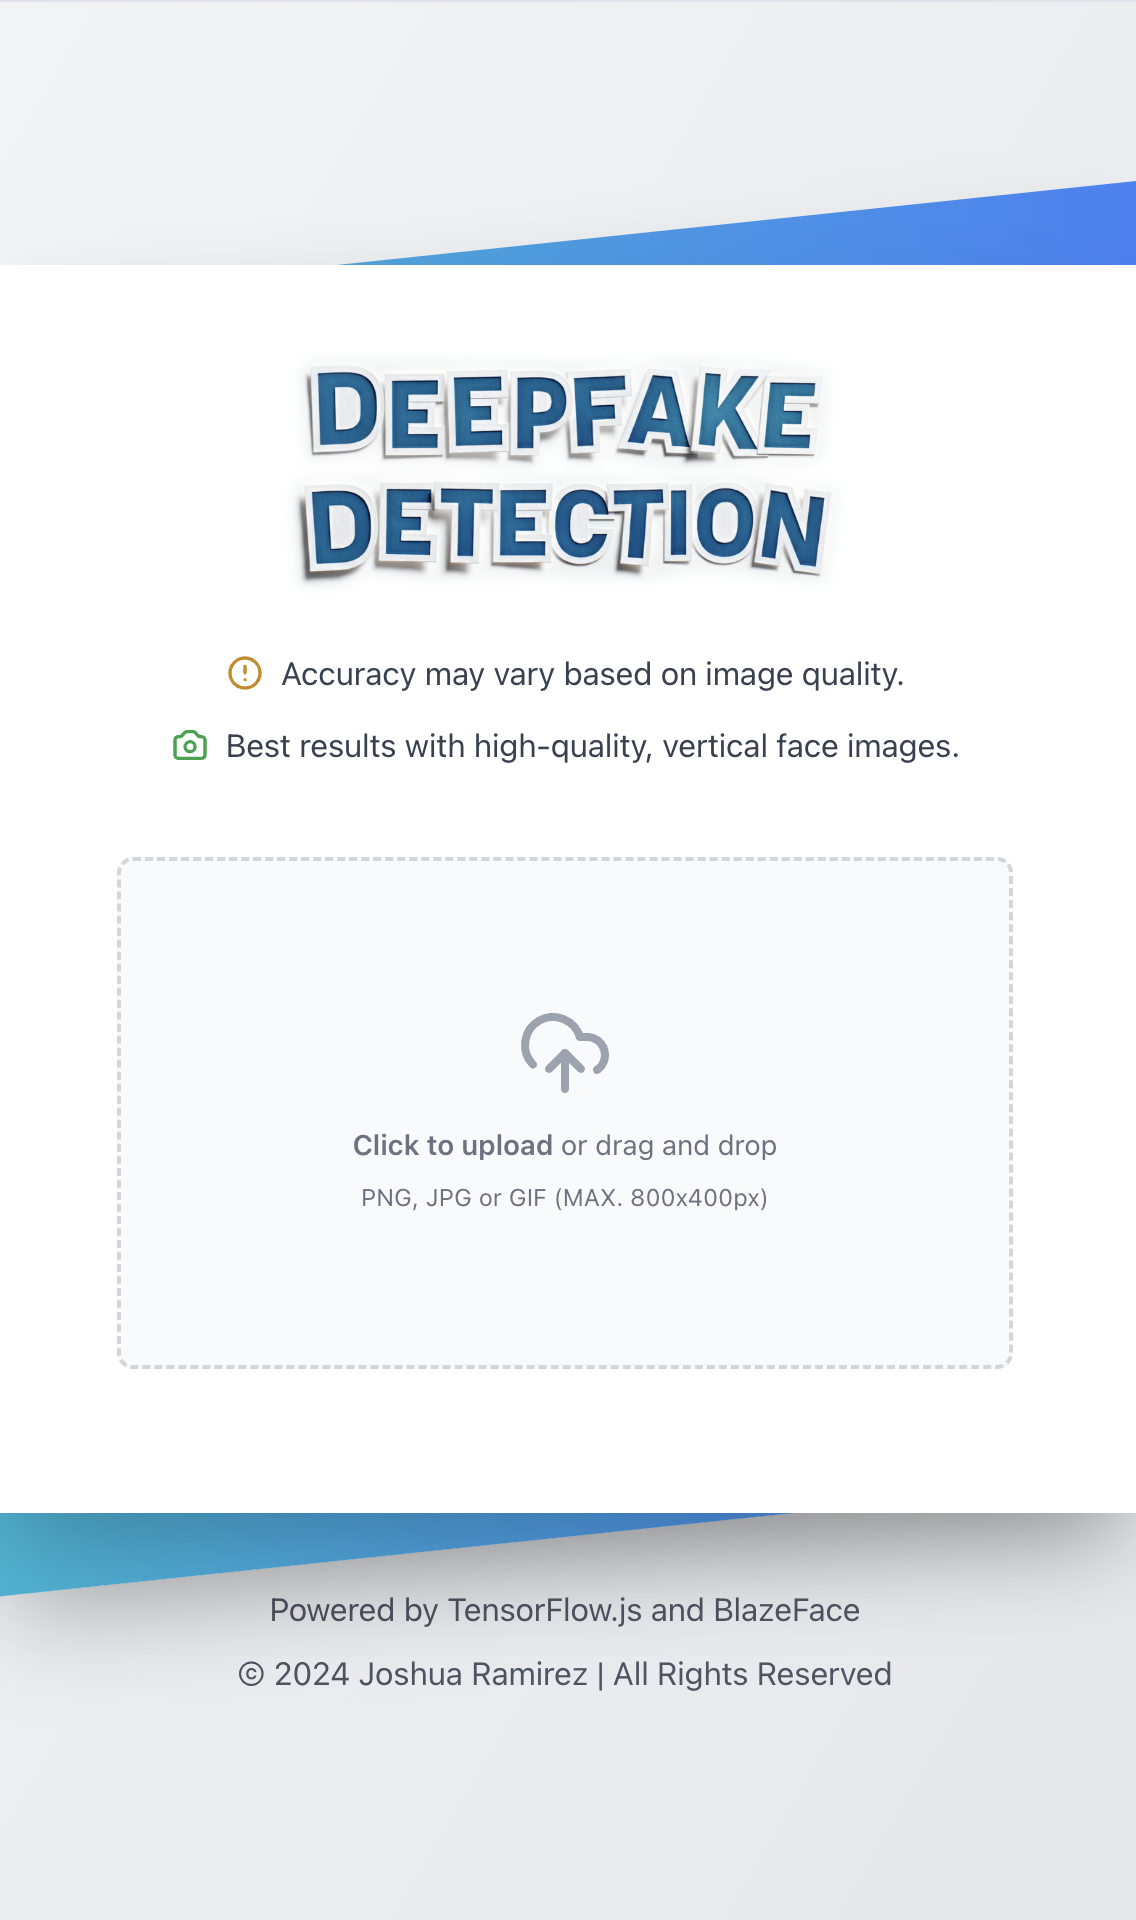 DEEPFAKE
DETECTION
Accuracy may vary based on image quality.
Best results with high-quality, vertical face images.
Click to upload or drag and drop
PNG, JPG or GIF (MAX. 800x400px)
Powered by TensorFlow.js and BlazeFace
© 2024 Joshua Ramirez | All Rights Reserved